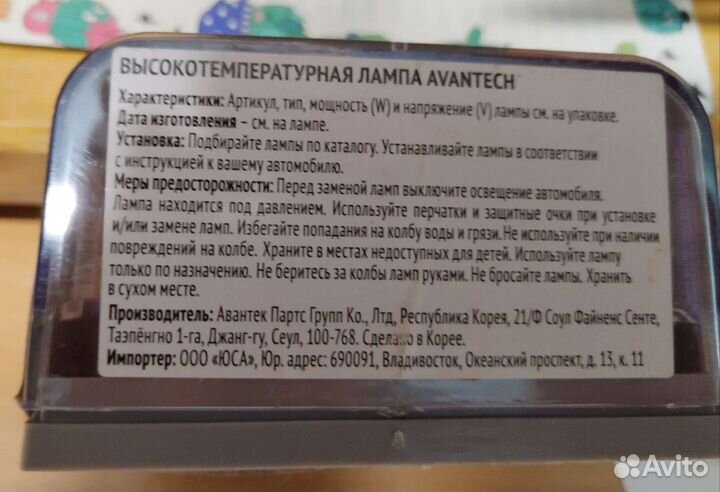 ВЫСОКОТЕМПЕРАТУРНАЯ ЛАМПА AVANTECH
Характеристики: Артикул, тип, мощность (W) и напряжение (V) лампы см. на упаковке.
Дата изготовления – см. на лампе.
Установка: Подбирайте лампы по каталогу. Устанавливайте лампы в соответствии
с инструкцией к вашему автомобилю.
Меры предосторожности: Перед заменой ламп выключите освещение автомобиля.
Лампа находится под давлением. Используйте перчатки и защитные очки при установке
и/или замене ламп. Избегайте попадания на колбу воды и грязи. Не используйте при наличии
повреждений на колбе. Храните в местах недоступных для детей. Используйте лампу
только по назначению. Не беритесь за колбы ламп руками. Не бросайте лампы. Хранить
в сухом месте.
Производитель: Авантек Партс Групп Ко., Лтд, Республика Корея, 21/Ф Соул Файненс Сенте,
Таэпёнгно 1-га, Джанг-гу, Сеул, 100-768. Сделано в Корее.
Импортер: ООО «ЮСА», Юр. адрес: 690091, Владивосток, Океанский проспект, д. 13, к. 11
Avito